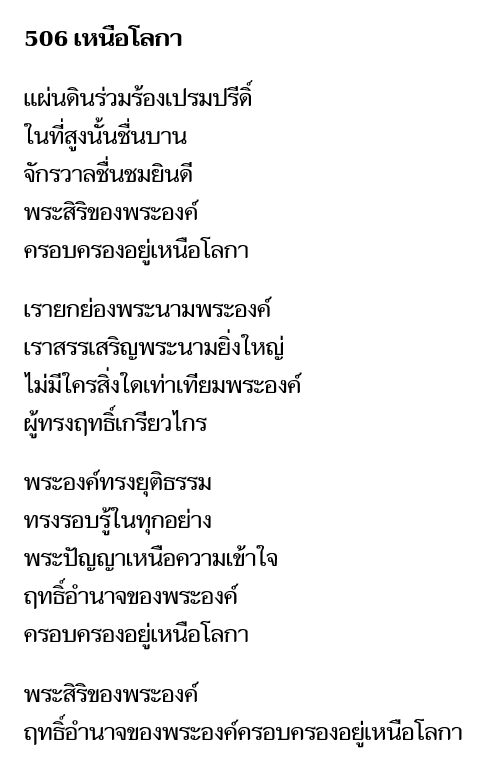 506 เหนือโลกา
แผ่นดินร่วมร้องเปรมปรีดิ์
ในที่สูงนั้นชื่นบาน
จักรวาลชื่นชมยินดี
พระสิริของพระองค์
ครอบครองอยู่เหนือโลกา
เรายกย่องพระนามพระองค์
เราสรรเสริญพระนามยิ่งใหญ่
ไม่มีใครสิ่งใดเท่าเทียมพระองค์
ผู้ทรงฤทธิ์เกรียวไกร
พระองค์ทรงยุติธรรม
ทรงรอบรู้ในทุกอย่าง
พระปัญญาเหนือความเข้าใจ
ฤทธิ์อำนาจของพระองค์
ครอบครองอยู่เหนือโลกา
พระสิริของพระองค์
ฤทธิ์อำนาจของพระองค์ครอบครองอยู่เหนือโลกา